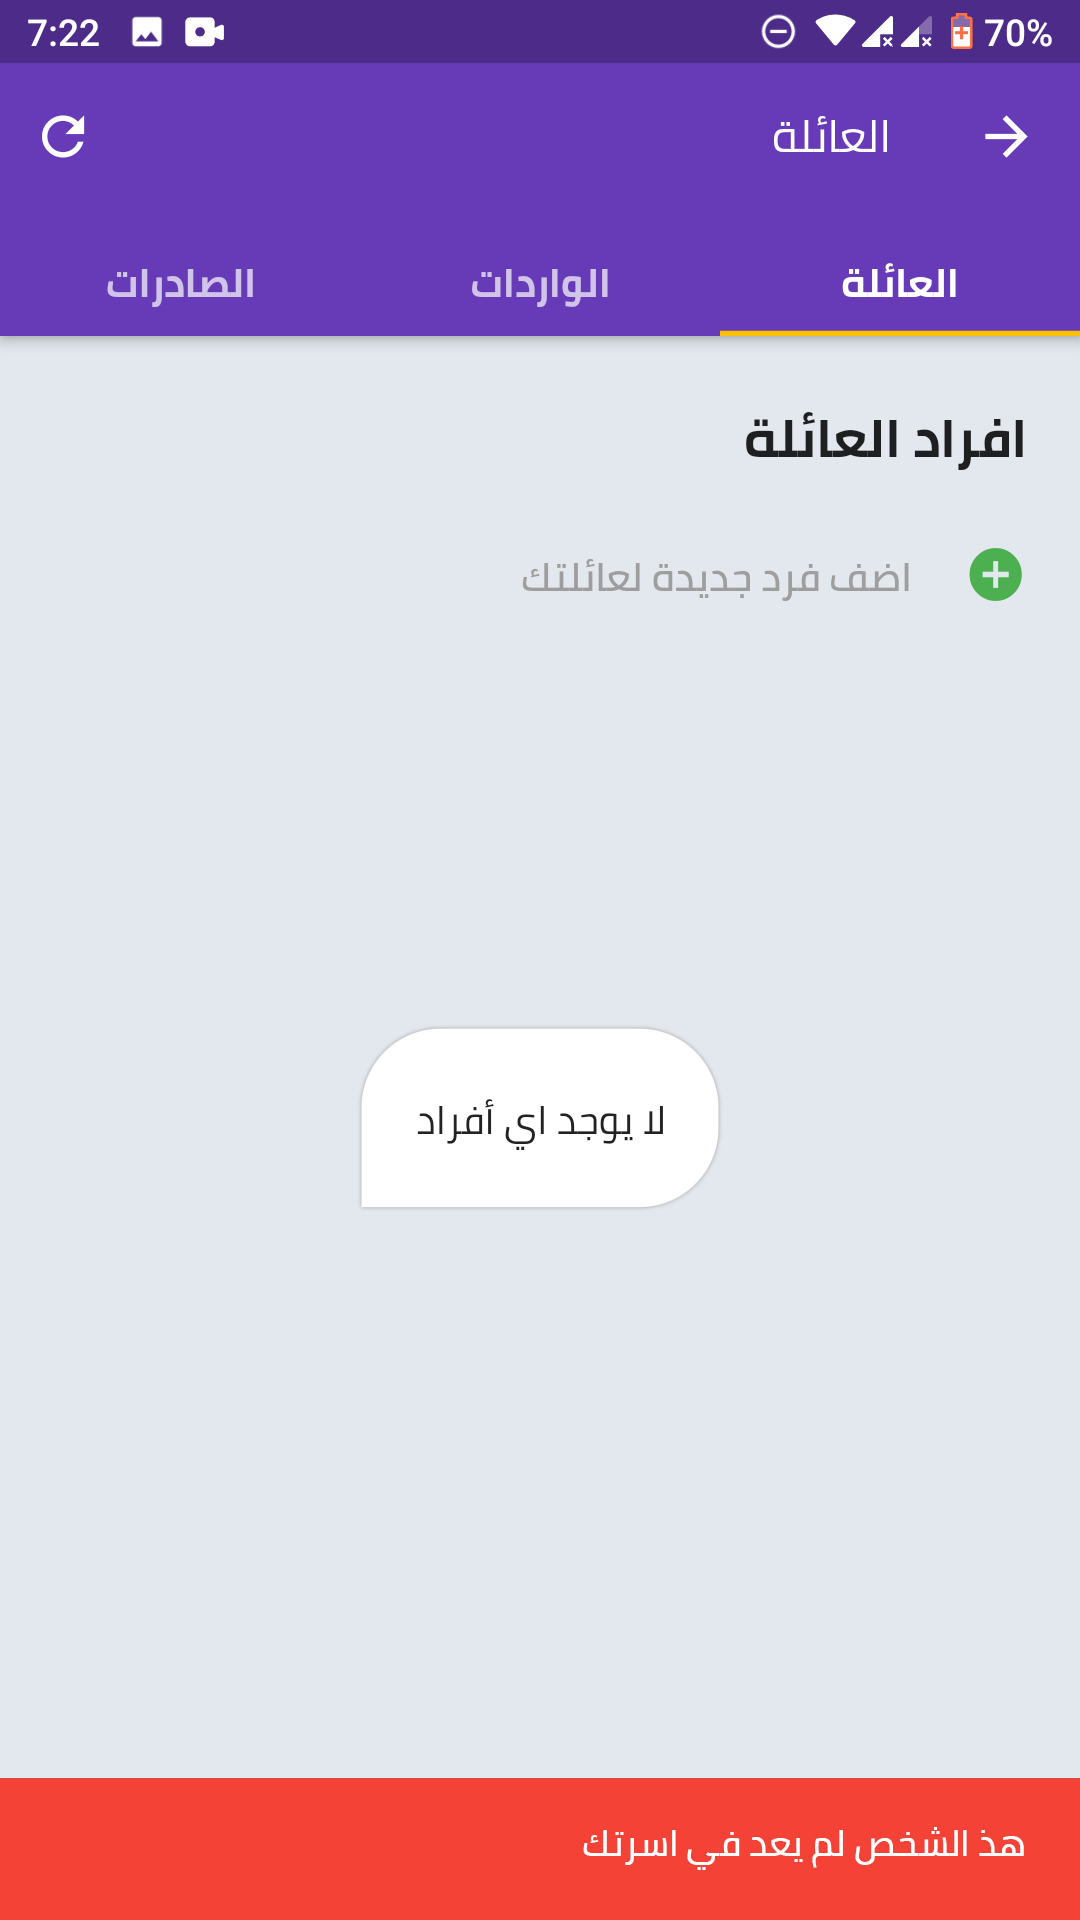 7:22
70%
العائلة
العائلة
الواردات
الصادرات
افراد العائلة
اضف فرد جديدة لعائلتك
لا يوجد اي أفراد
هذ الشخص لم يعد في اسرتك